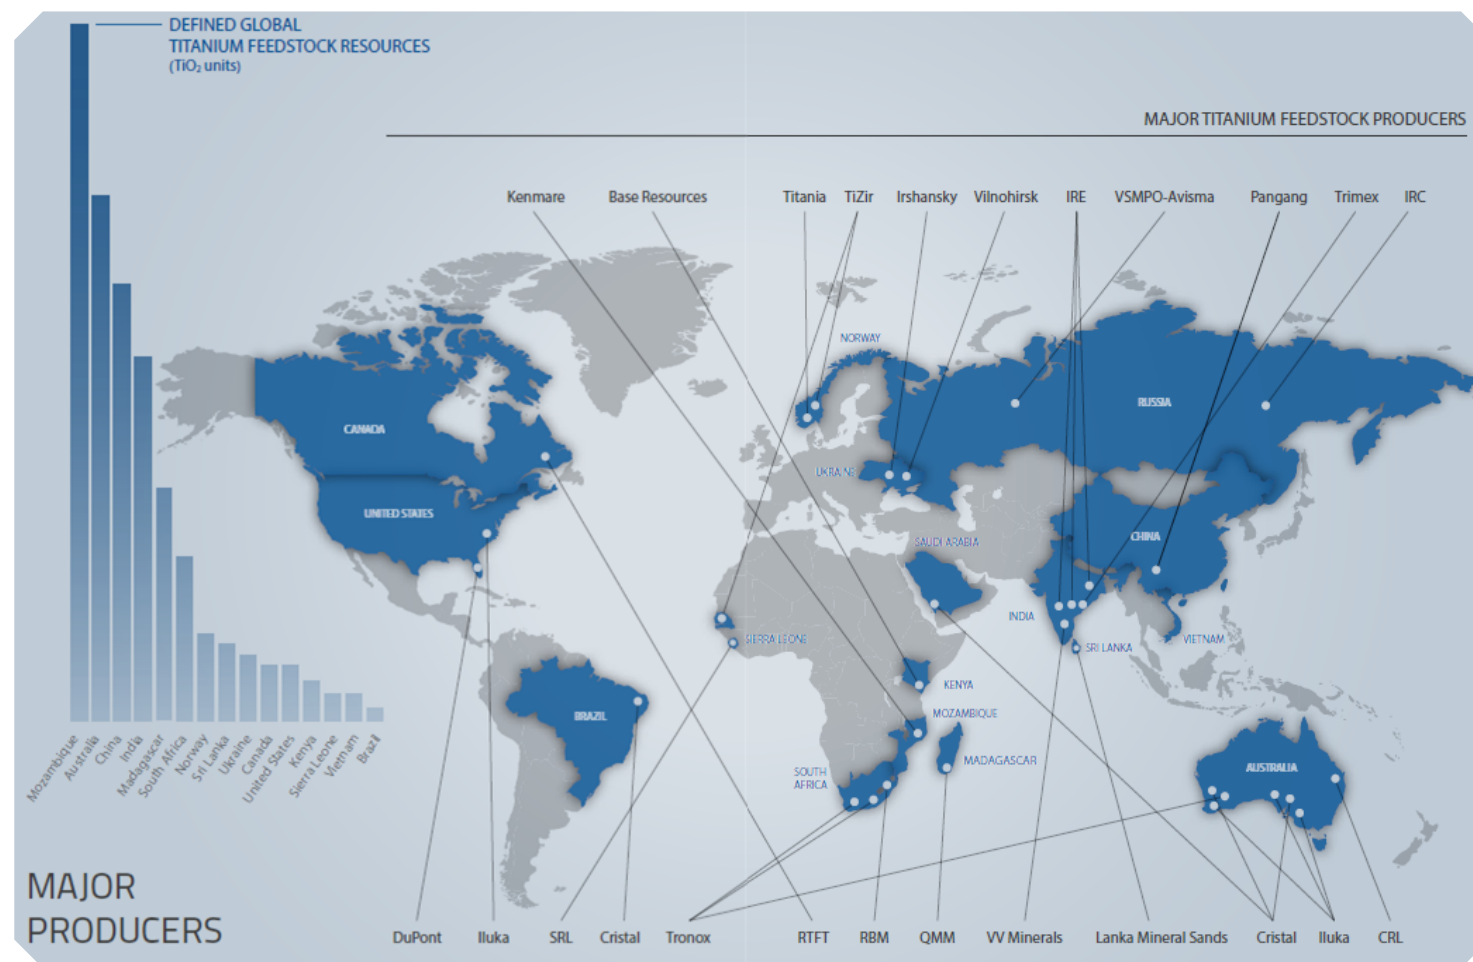 DEFINED GLOBAL
TITANIUM FEEDSTOCK RESOURCES
(TiO₂ units)
MAJOR TITANIUM FEEDSTOCK PRODUCERS
Kenmare
Base Resources
Titania
TiZir
Irshansky
Vilnohirsk
IRE
VSMPO-Avisma
Pangang
Trimex
IRC
NORWAY
RUSSIA
CANADA
UKRAINE
UNITED STATES
CHINA
SAUDI ARABIA
INDIA
SIERRA LEONE
VIETNAM
SRI LANKA
KENYA
MOZAMBIQUE
BRAZIL
MADAGASCAR
SOUTH
AFRICA
AUSTRALIA
Mozambique
Australia
China
India
Madagascar
South Africa
Norway
Sri Lanka
Ukraine
Canada
United States
Kenya
Sierra Leone
Vietnam
Brazil
MAJOR
PRODUCERS
DuPont
Iluka
SRL
Cristal
Tronox
RTFT
RBM
QMM
VV Minerals
Lanka Mineral Sands
Cristal
Iluka
CRL